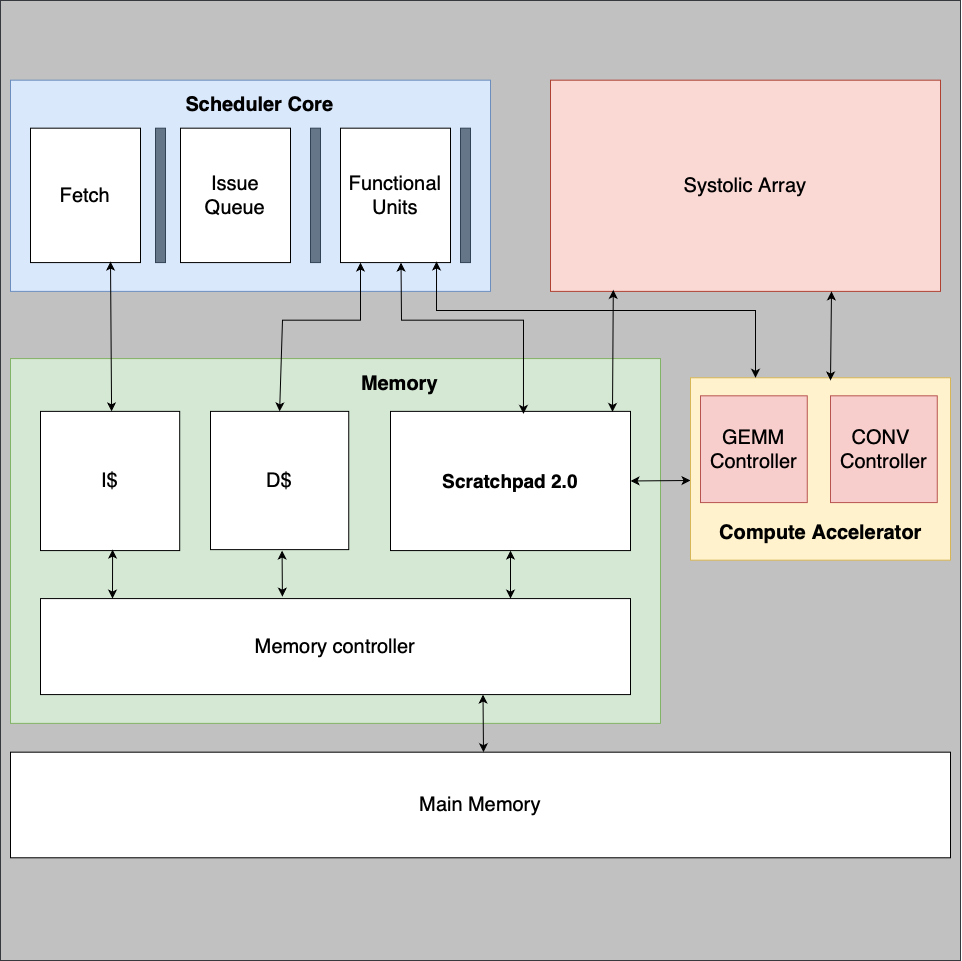 Scheduler Core
Fetch
Issue
Queue
Functional
Units
Systolic Array
Memory
I$
D$
Scratchpad 2.0
GEMM
Controller
CONV
Controller
Compute Accelerator
Memory controller
Main Memory